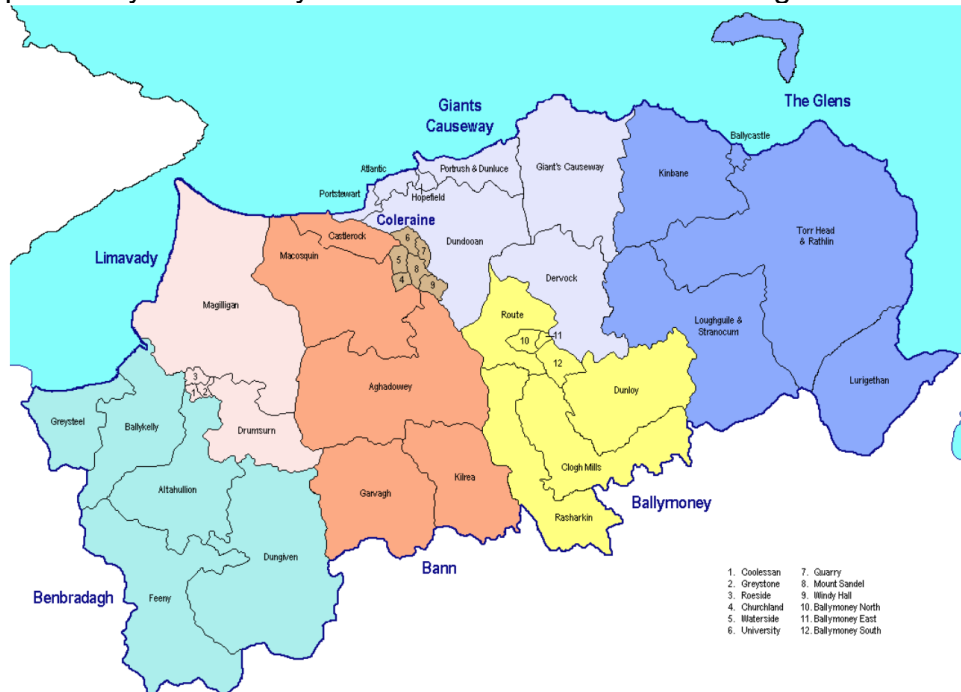 The Glens
Giants
Causeway
Ballycastle
Atlantic
Portrush & Dunluce
Giant's Causeway
Kinbane
Portstewart
Hopefield
Coleraine
Castlerock
Dundooan
Torr Head
& Rathlin
Limavady
Macosquin
6
7
5
8
4
9
Dervock
Magilligan
Route
Loughguile &
Stranocum
11
10
12
Aghadowey
3
1
2
Dunloy
Lurigethan
Greysteel
Ballykelly
Drumsurn
Clogh Mills
Altahullion
Garvagh
Kilrea
Ballymoney
Rasharkin
Dungiven
Bann
Benbradagh
Feeny
1. Coolessan
2. Greystone
3. Roeside
4. Churchland
5. Waterside
6. University
7. Quarry
8. Mount Sandel
9. Windy Hall
10. Ballymoney North
11. Ballymoney East
12. Ballymoney South